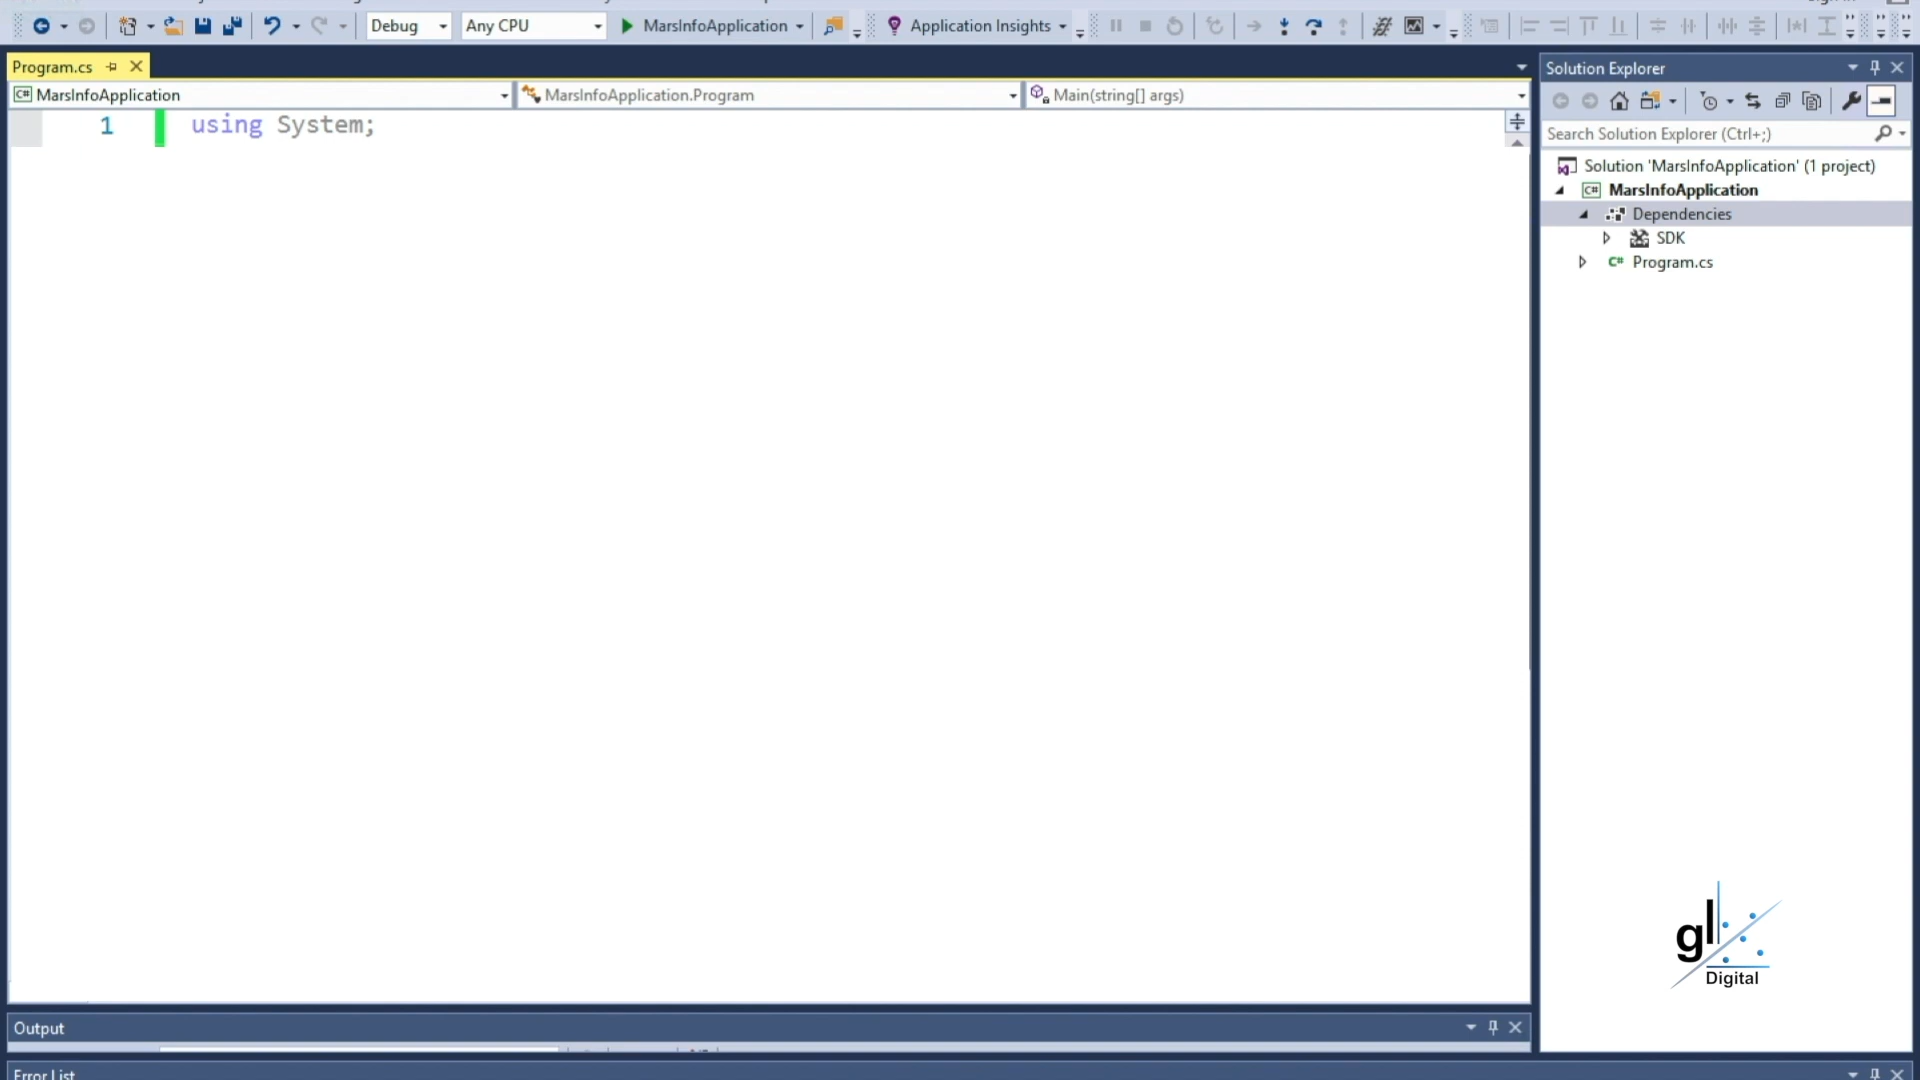 Debug
Any CPU
MarsInfoApplication
Application Insights
Program.cs
MarsInfoApplication
MarsInfoApplication.Program
Main(string[] args)
1 using System;
Solution Explorer
Search Solution Explorer (Ctrl+;)
Solution 'MarsInfoApplication' (1 project)
C# MarsInfoApplication
Dependencies
SDK
C# Program.cs
gl
Digital
Output
Error List